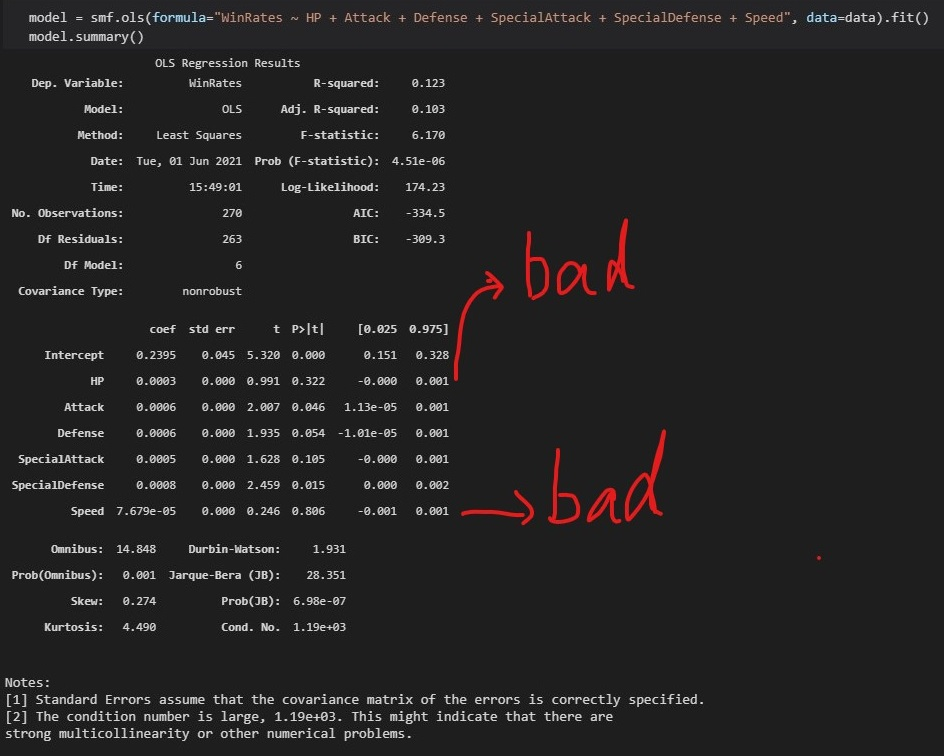 model = smf.ols(formula="WinRates ~ HP + Attack + Defense + SpecialAttack + SpecialDefense + Speed", data=data).fit()
model.summary()
OLS Regression Results
Dep. Variable: WinRates R-squared: 0.123
Model: OLS Adj. R-squared: 0.103
Method: Least Squares F-statistic: 6.170
Date: Tue, 01 Jun 2021 Prob (F-statistic): 4.51e-06
Time: 15:49:01 Log-Likelihood: 174.23
No. Observations: 270 AIC: -334.5
Df Residuals: 263 BIC: -309.3
Df Model: 6
Covariance Type: nonrobust
bad
coef std err t P>|t| [0.025 0.975]
Intercept 0.2395 0.045 5.320 0.000 0.151 0.328
HP 0.0003 0.000 0.991 0.322 -0.000 0.001
Attack 0.0006 0.000 2.007 0.046 1.13e-05 0.001
Defense 0.0006 0.000 1.935 0.054 -1.01e-05 0.001
SpecialAttack 0.0005 0.000 1.628 0.105 -0.000 0.001
SpecialDefense 0.0008 0.000 2.459 0.015 0.000 0.002
Speed 7.679e-05 0.000 0.246 0.806 -0.001 0.001
bad
Omnibus: 14.848 Durbin-Watson: 1.931
Prob(Omnibus): 0.001 Jarque-Bera (JB): 28.351
Skew: 0.274 Prob(JB): 6.98e-07
Kurtosis: 4.490 Cond. No. 1.19e+03
Notes:
[1] Standard Errors assume that the covariance matrix of the errors is correctly specified.
[2] The condition number is large, 1.19e+03. This might indicate that there are
strong multicollinearity or other numerical problems.